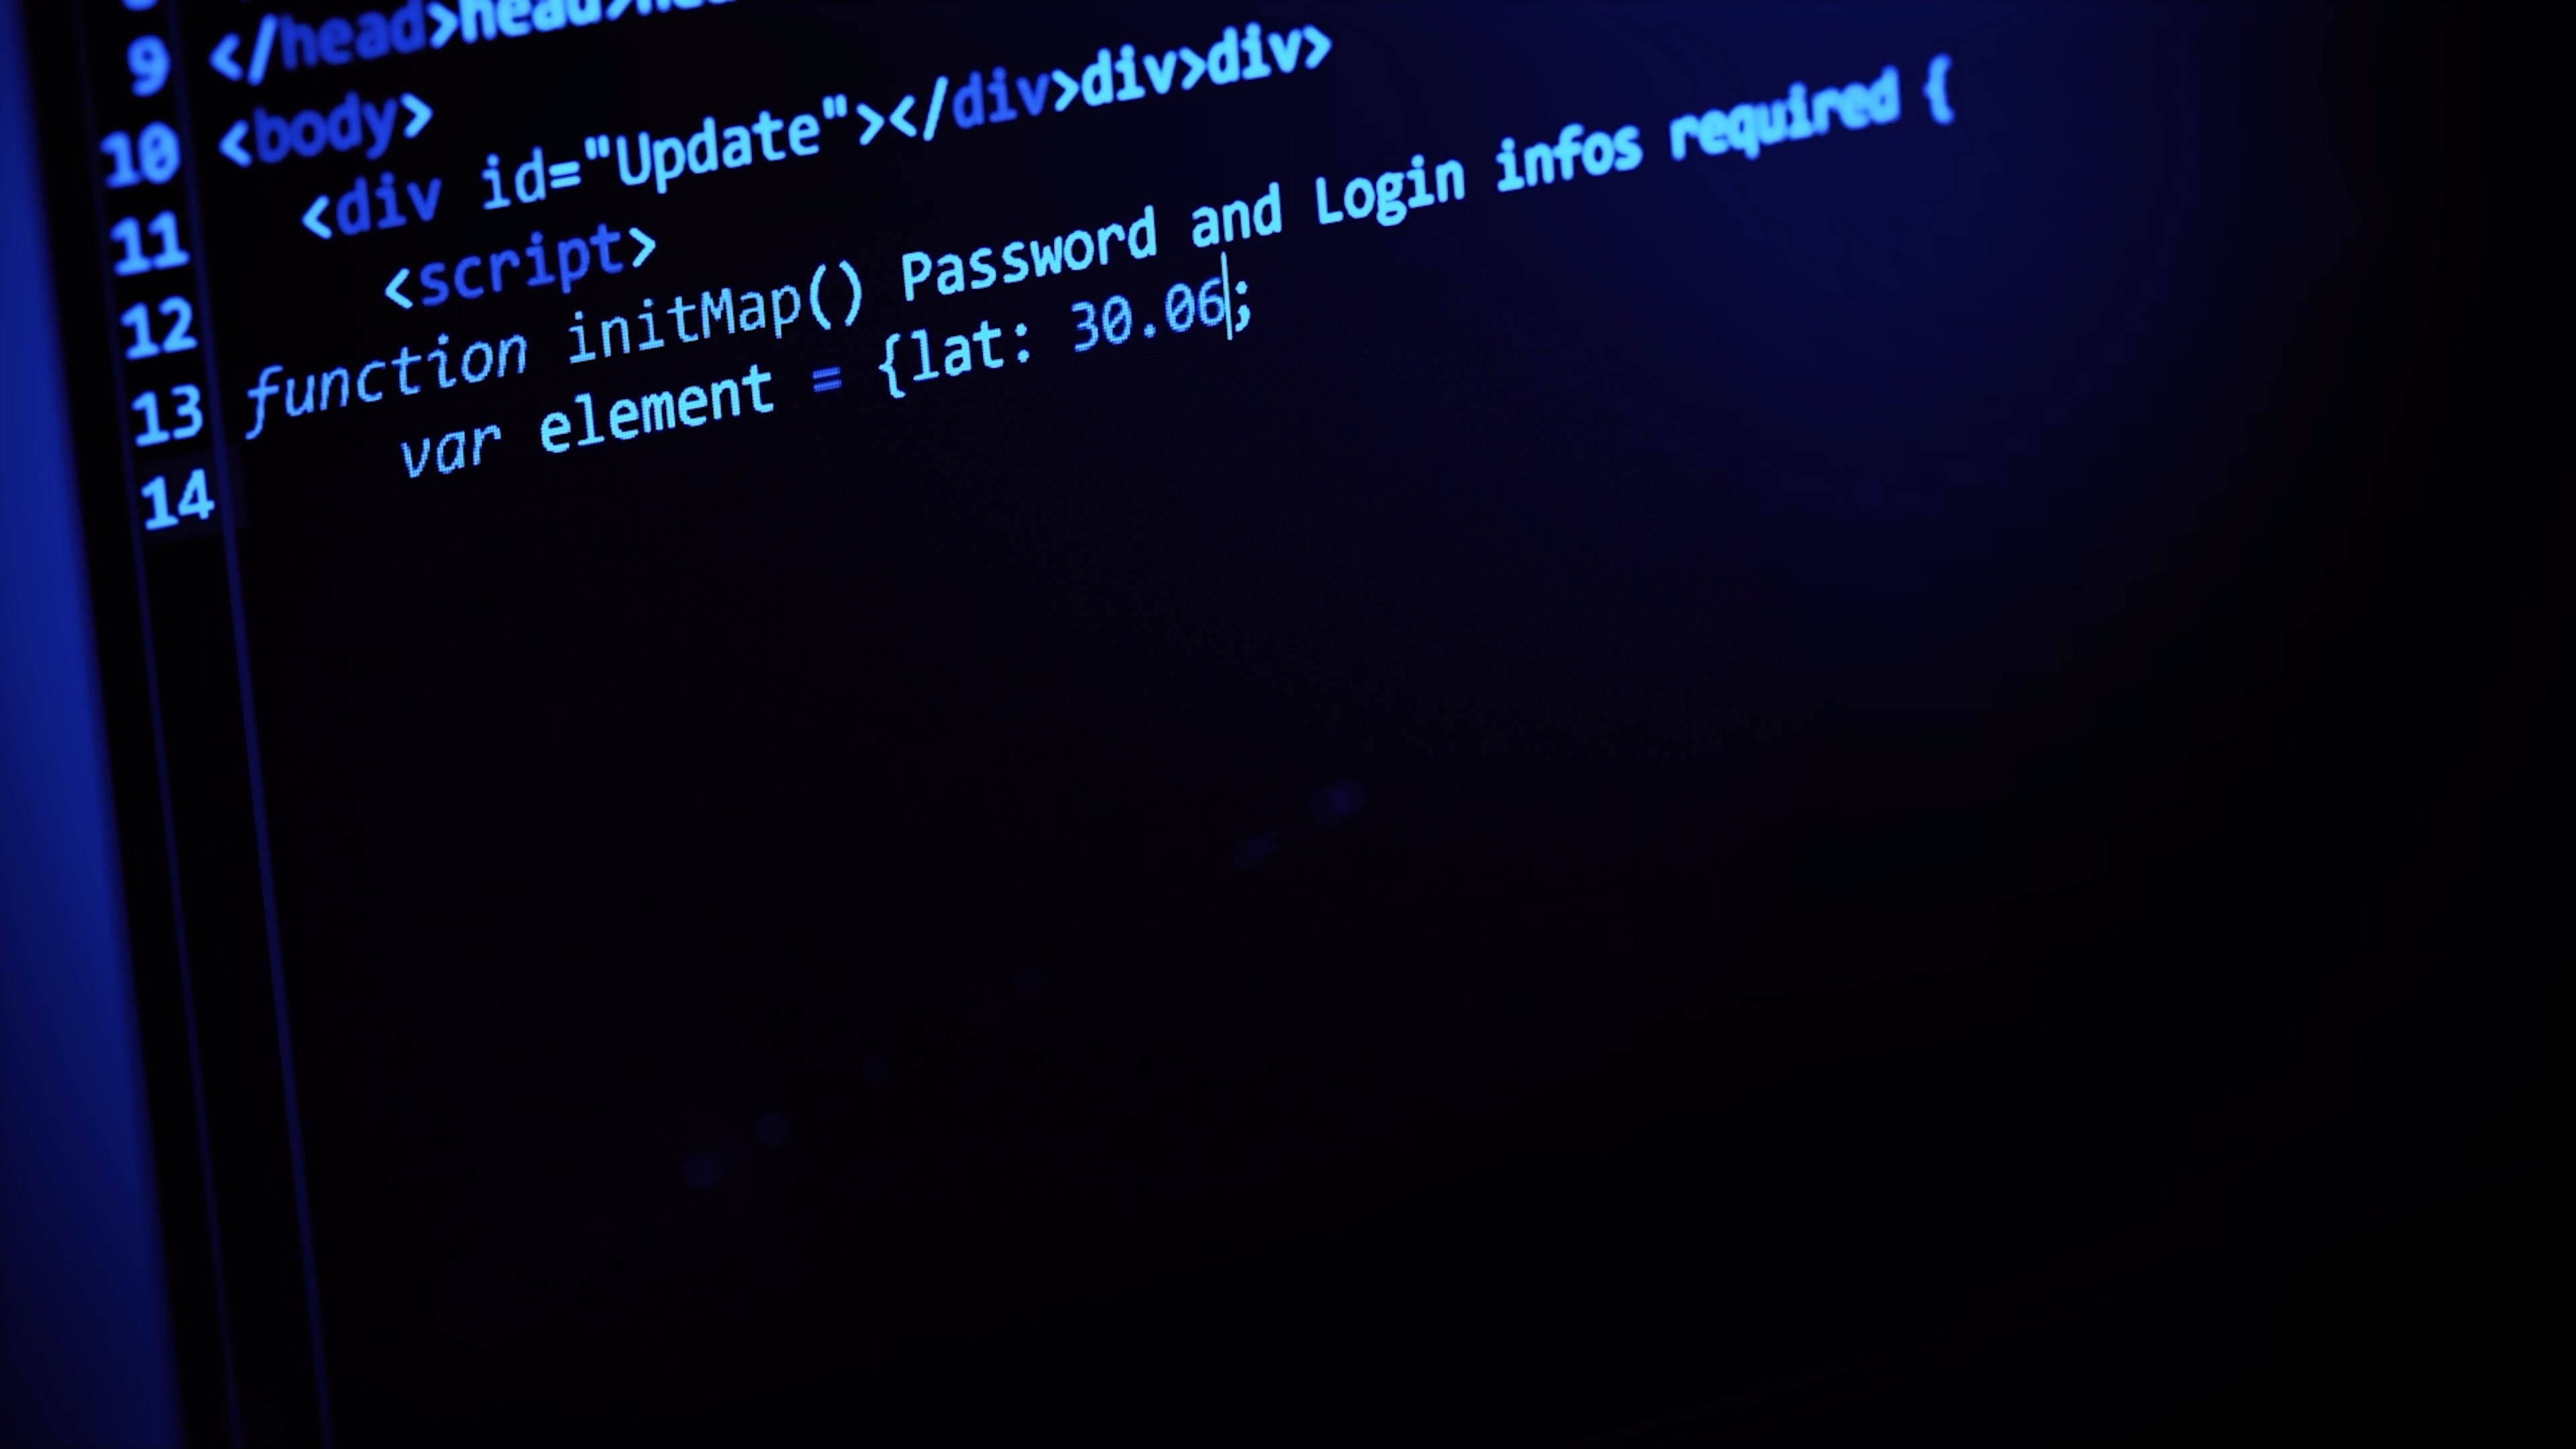 9 </head>head>
10 <body>
11 <div id="Update"></div>div>div>
12 <script>
13 function initMap() Password and Login infos required {
14 var element = {lat: 30.06;